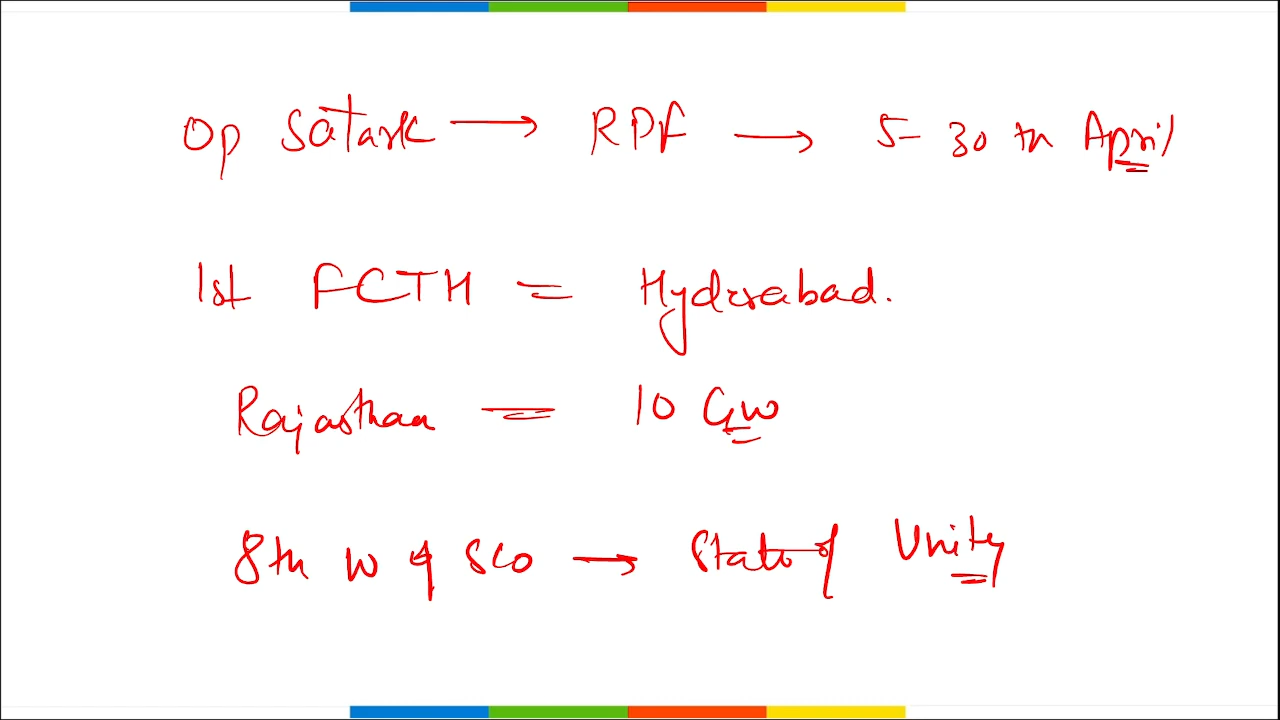 Op Satark → RPF → 5-30 th April
1st FCTH = Hyderabad.
Rajasthan = 10 GW
8th W of SCO → Statue of Unity